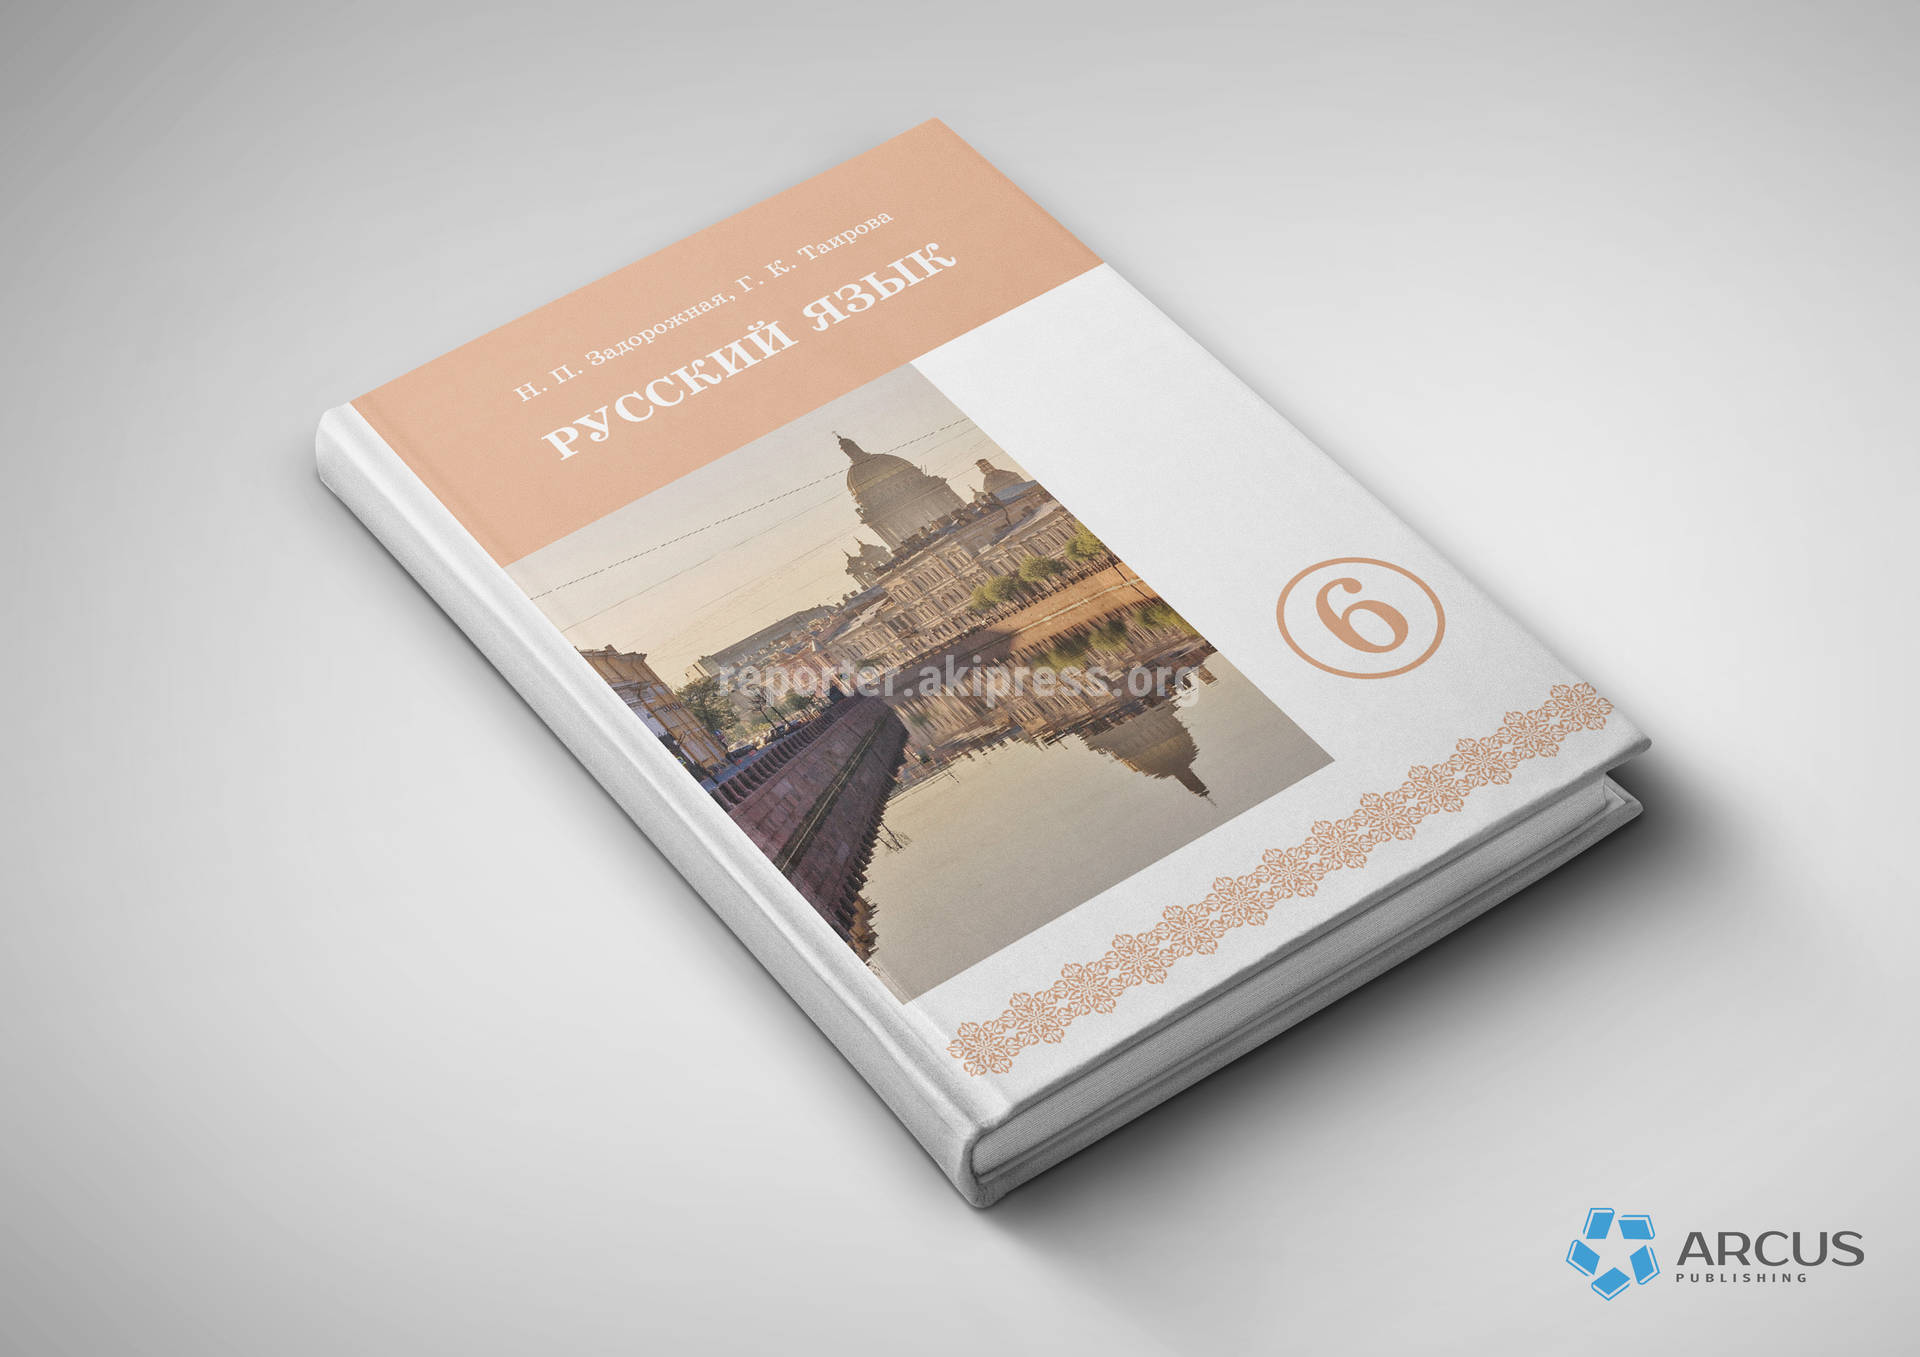 Н. П. Задорожная, Г. К. Таирова
РУССКИЙ ЯЗЫК
6
reporter.akipress.org
ARCUS
PUBLISHING